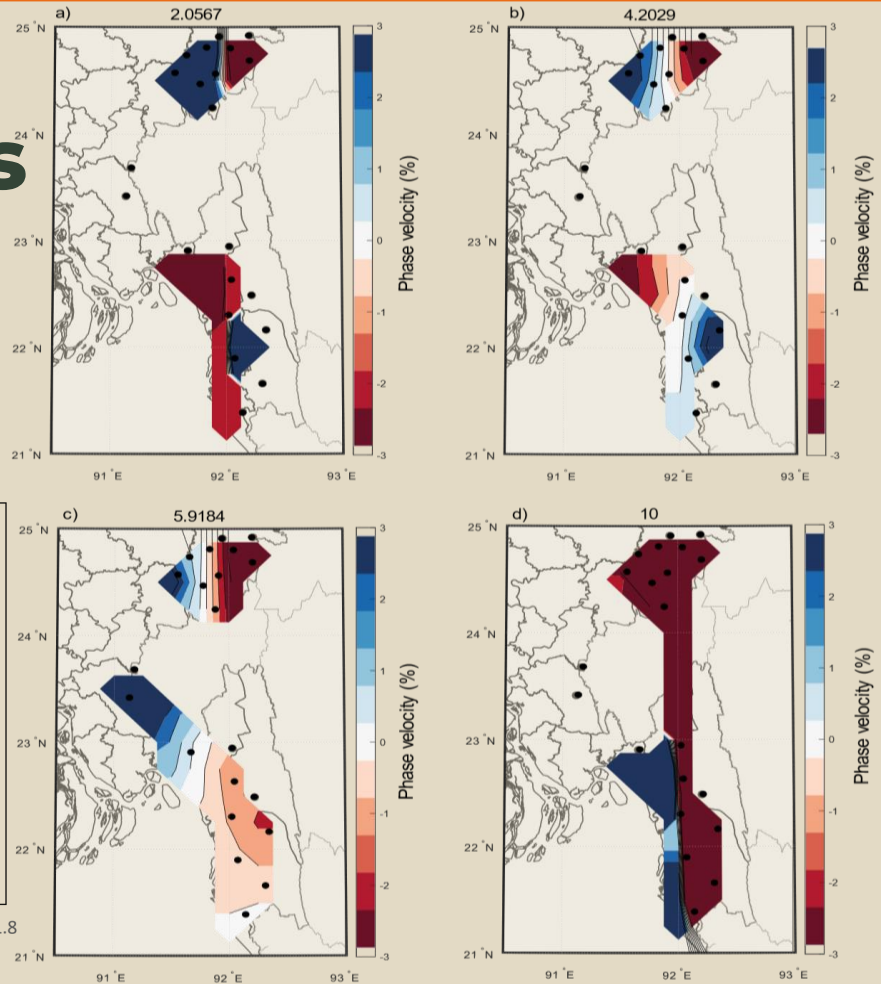 s
a)
2.0567
25°N
24°N
23°N
22°N
21°N
91°E
92°E
93°E
3
2
1
0
-1
-2
-3
Phase velocity (%)
b)
4.2029
25°N
24°N
23°N
22°N
21°N
91°E
92°E
93°E
3
2
1
0
-1
-2
-3
Phase velocity (%)
c)
5.9184
25°N
24°N
23°N
22°N
21°N
91°E
92°E
93°E
3
2
1
0
-1
-2
-3
Phase velocity (%)
.8
d)
10
25°N
24°N
23°N
22°N
21°N
91°E
92°E
93°E
3
2
1
0
-1
-2
-3
Phase velocity (%)